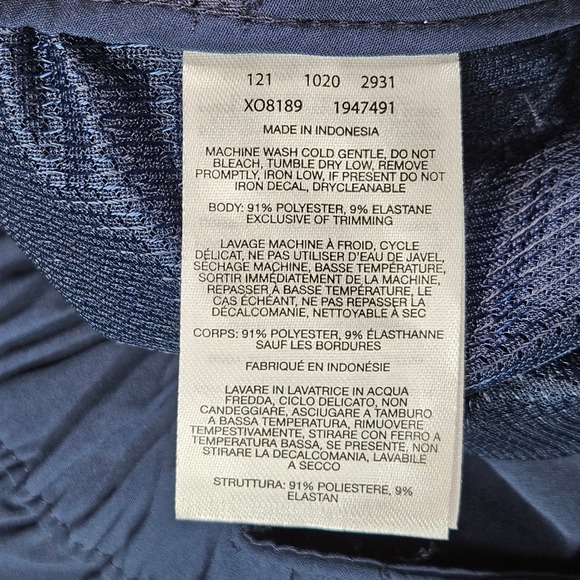 121 1020 2931
XO8189 1947491
MADE IN INDONESIA
MACHINE WASH COLD GENTLE, DO NOT
BLEACH, TUMBLE DRY LOW, REMOVE
PROMPTLY, IRON LOW, IF PRESENT DO NOT
IRON DECAL, DRYCLEANABLE
BODY: 91% POLYESTER, 9% ELASTANE
EXCLUSIVE OF TRIMMING
LAVAGE MACHINE À FROID, CYCLE
DÉLICAT, NE PAS UTILISER D'EAU DE JAVEL,
SÉCHAGE MACHINE, BASSE TEMPÉRATURE,
SORTIR IMMÉDIATEMENT DE LA MACHINE,
REPASSER À BASSE TEMPÉRATURE, LE
CAS ÉCHÉANT, NE PAS REPASSER LA
DÉCALCOMANIE, NETTOYABLE À SEC
CORPS: 91% POLYESTER, 9% ÉLASTHANNE
SAUF LES BORDURES
FABRIQUÉ EN INDONÉSIE
LAVARE IN LAVATRICE IN ACQUA
FREDDA, CICLO DELICATO, NON
CANDEGGIARE, ASCIUGARE A TAMBURO
A BASSA TEMPERATURA, RIMUOVERE
TEMPESTIVAMENTE, STIRARE CON FERRO A
TEMPERATURA BASSA, SE PRESENTE, NON
STIRARE LA DECALCOMANIA, LAVABILE
A SECCO
STRUTTURA: 91% POLIESTERE, 9%
ELASTAN